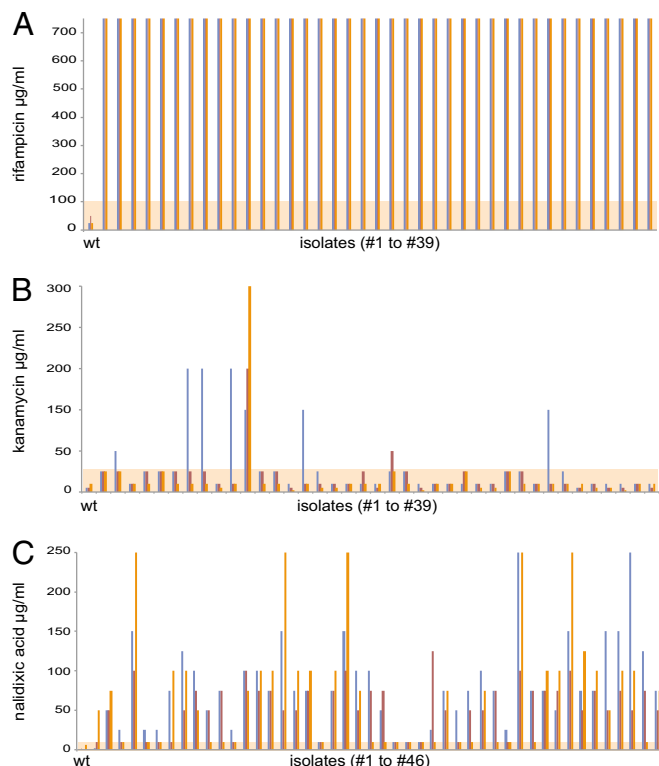 A
rifampicin µg/ml
700
600
500
400
300
200
100
0
wt
isolates (#1 to #39)
B
kanamycin µg/ml
300
200
150
50
0
wt
isolates (#1 to #39)
C
nalidixic acid µg/ml
250
200
150
100
50
0
wt
isolates (#1 to #46)